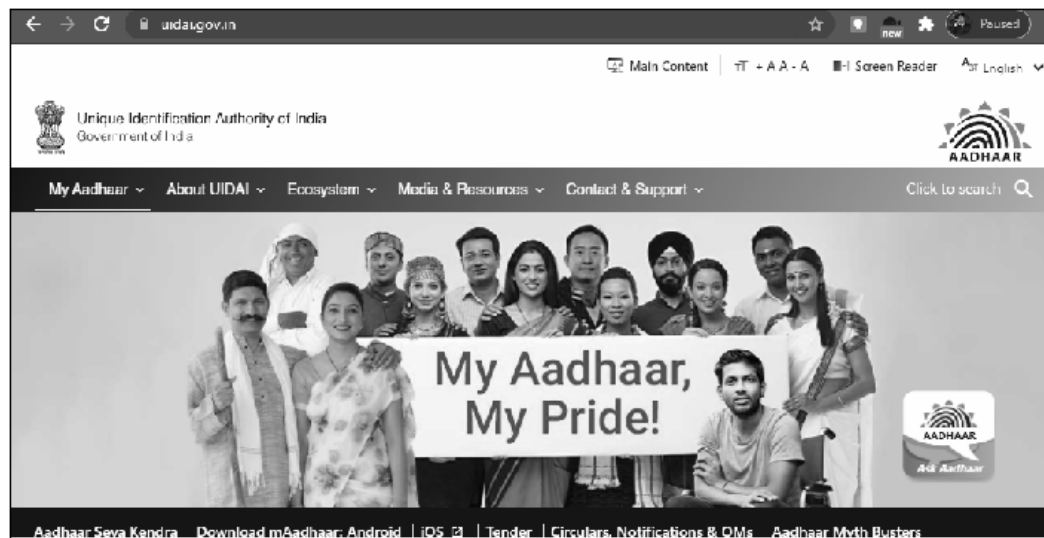 uidai.gov.in
new
Paused
Main Content
TT + A A - A
Screen Reader
English
Unique Identification Authority of India
Government of India
AADHAAR
My Aadhaar
About UIDAI
Ecosystem
Media & Resources
Contact & Support
Click to search
My Aadhaar,
My Pride!
AADHAAR
Ask Aadhaar
Aadhaar Seva Kendra
Download mAadhaar: Android
iOS
Tender
Circulars, Notifications & OMs
Aadhaar Myth Busters